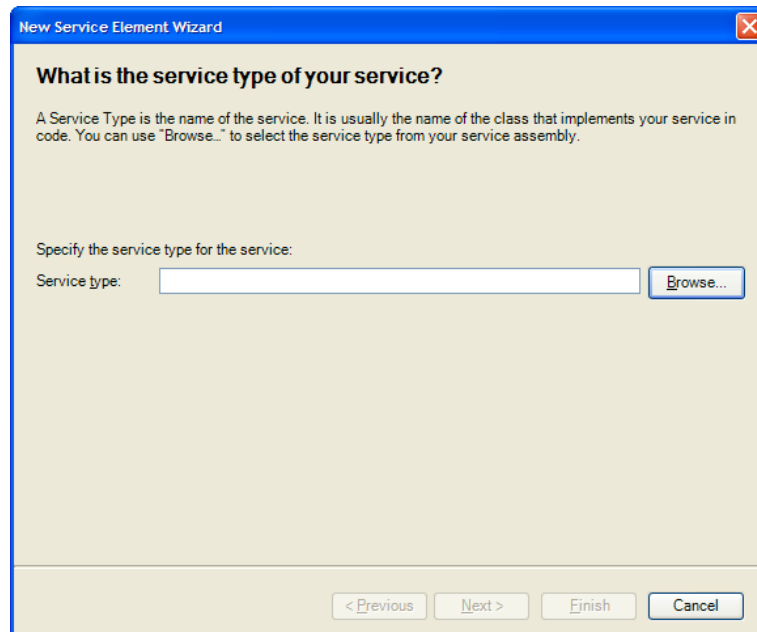 New Service Element Wizard
What is the service type of your service?
A Service Type is the name of the service. It is usually the name of the class that implements your service in
code. You can use "Browse..." to select the service type from your service assembly.
Specify the service type for the service:
Service type:
Browse...
< Previous Next > Finish Cancel